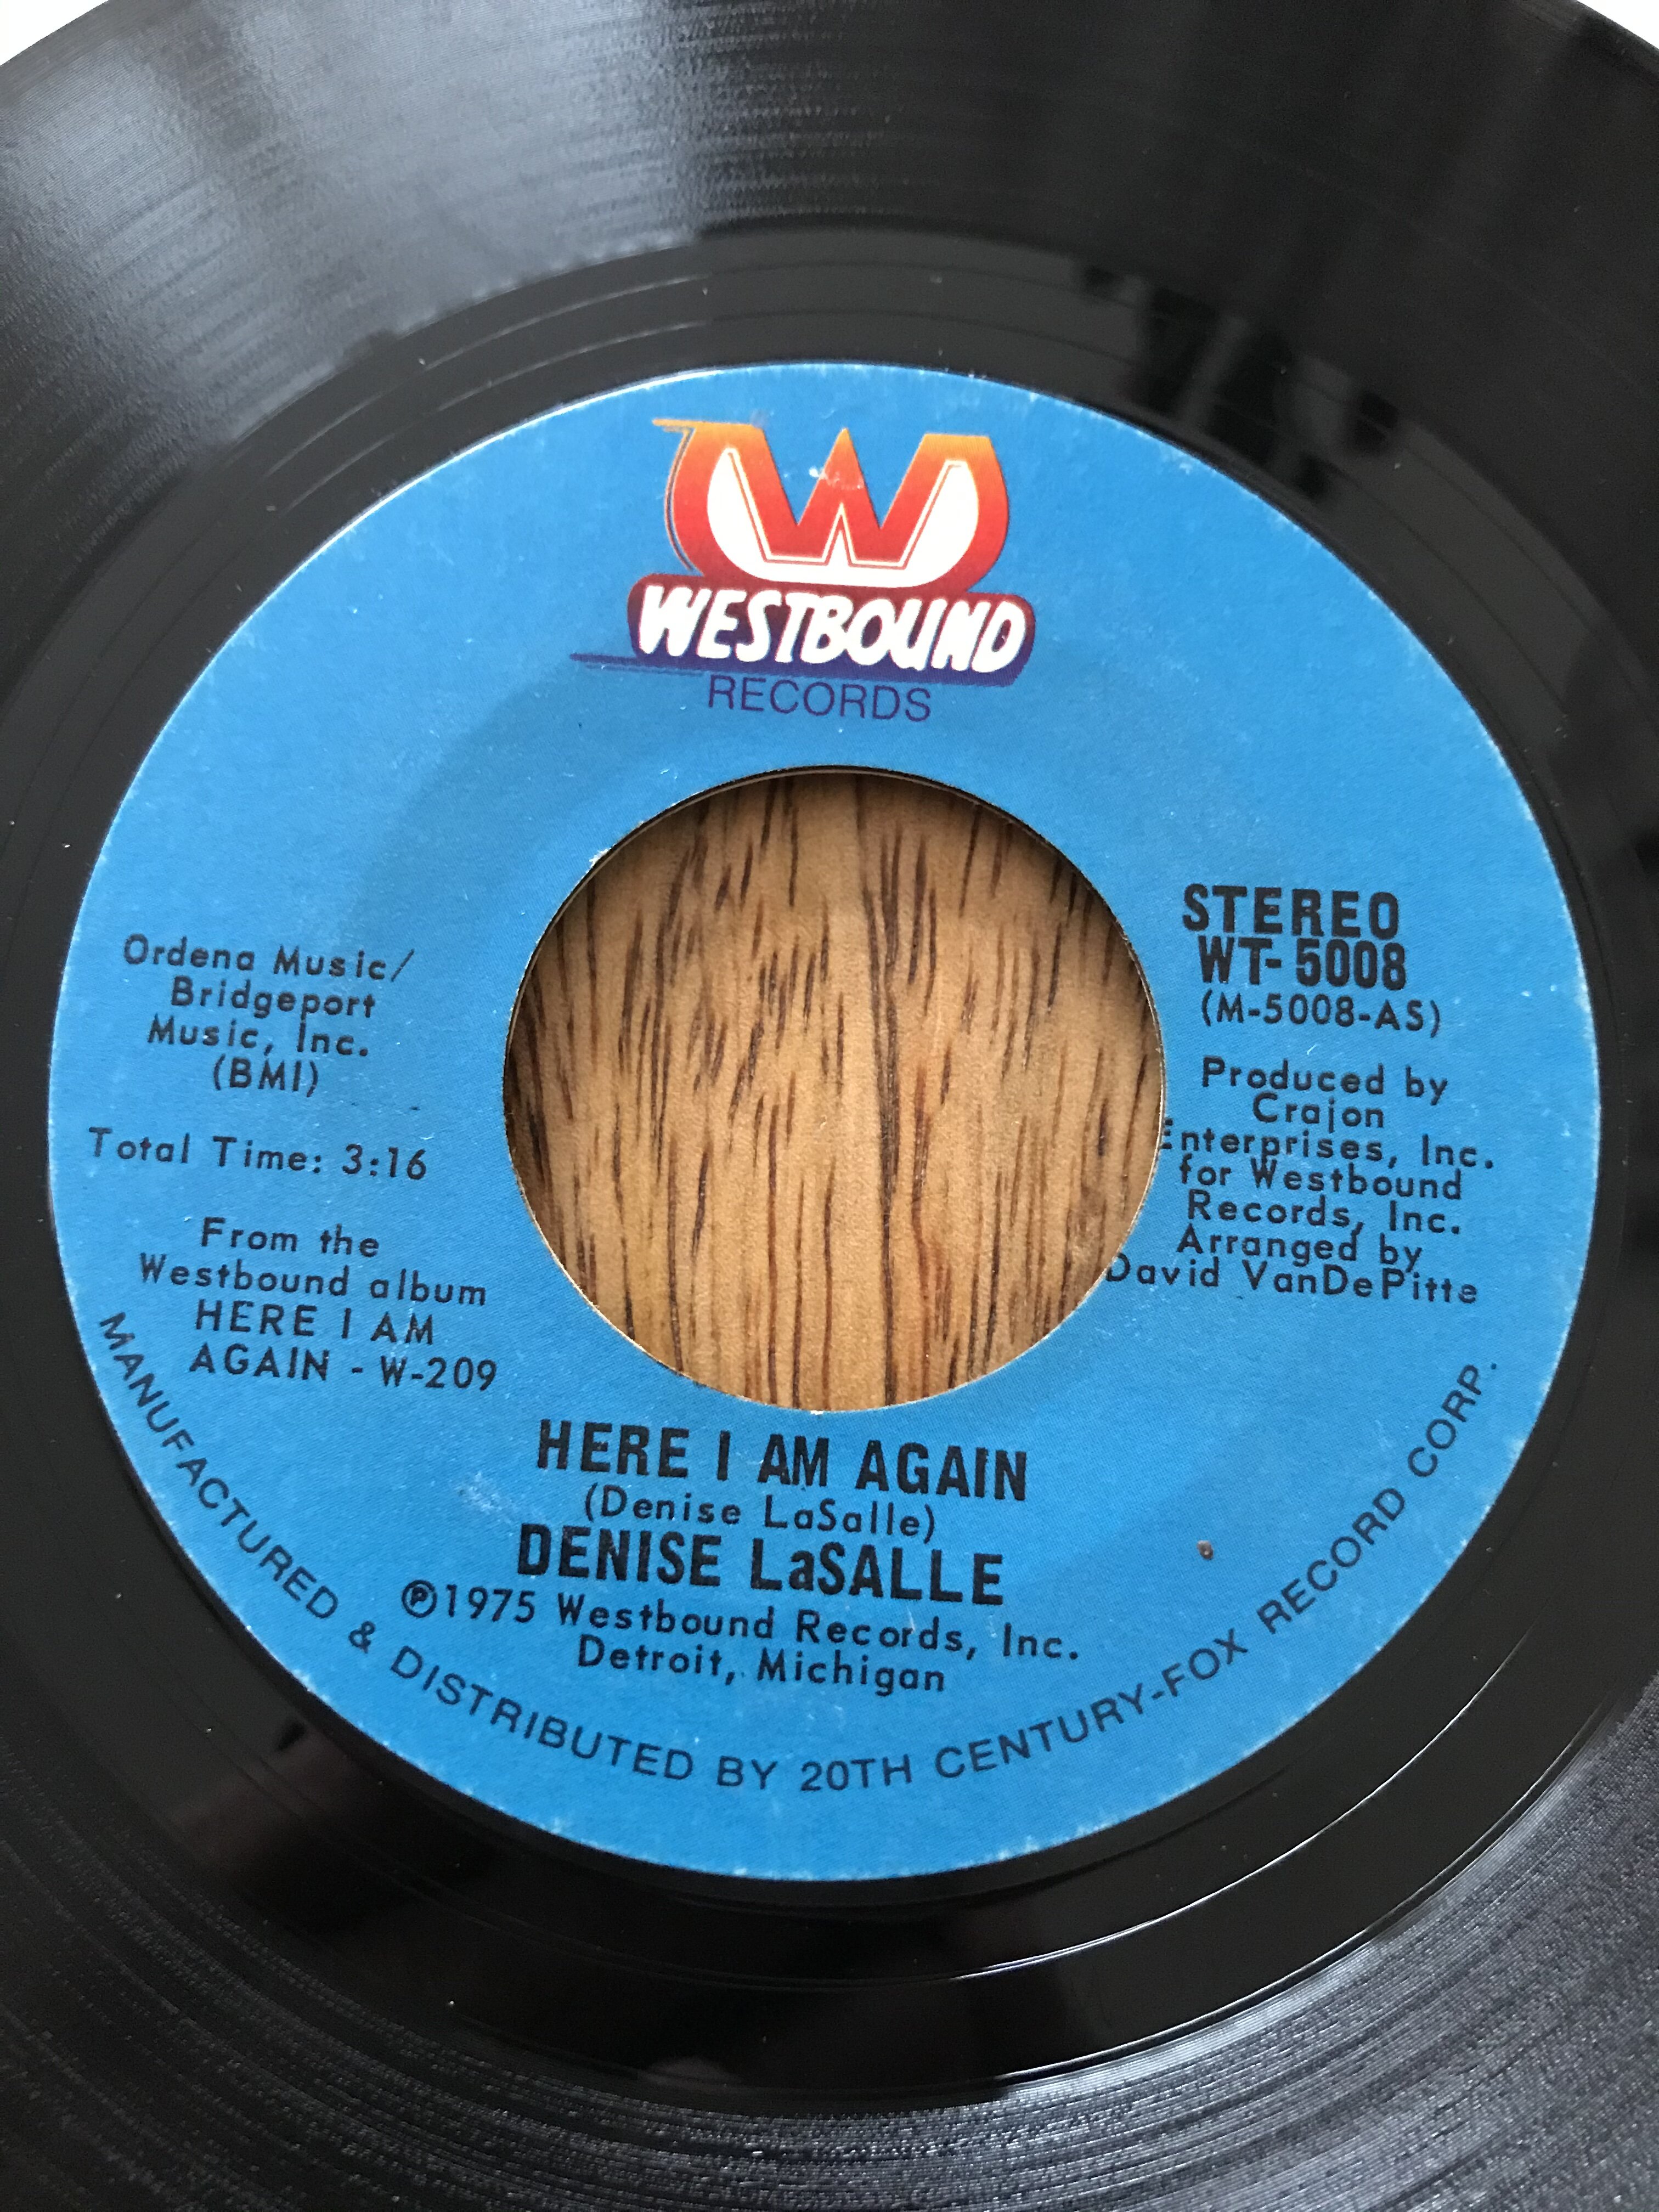 W
WESTBOUND
RECORDS
Ordena Music/
Bridgeport
Music, Inc.
(BMI)
Total Time: 3:16
From the
Westbound album
HERE I AM
AGAIN - W-209
STEREO
WT-5008
(M-5008-AS)
Produced by
Crajon
Enterprises, Inc.
for Westbound
Records, Inc.
Arranged by
David VanDePitte
HERE I AM AGAIN
(Denise LaSalle)
DENISE LaSALLE
℗1975 Westbound Records, Inc.
Detroit, Michigan
MANUFACTURED & DISTRIBUTED BY 20TH CENTURY-FOX RECORD CORP.